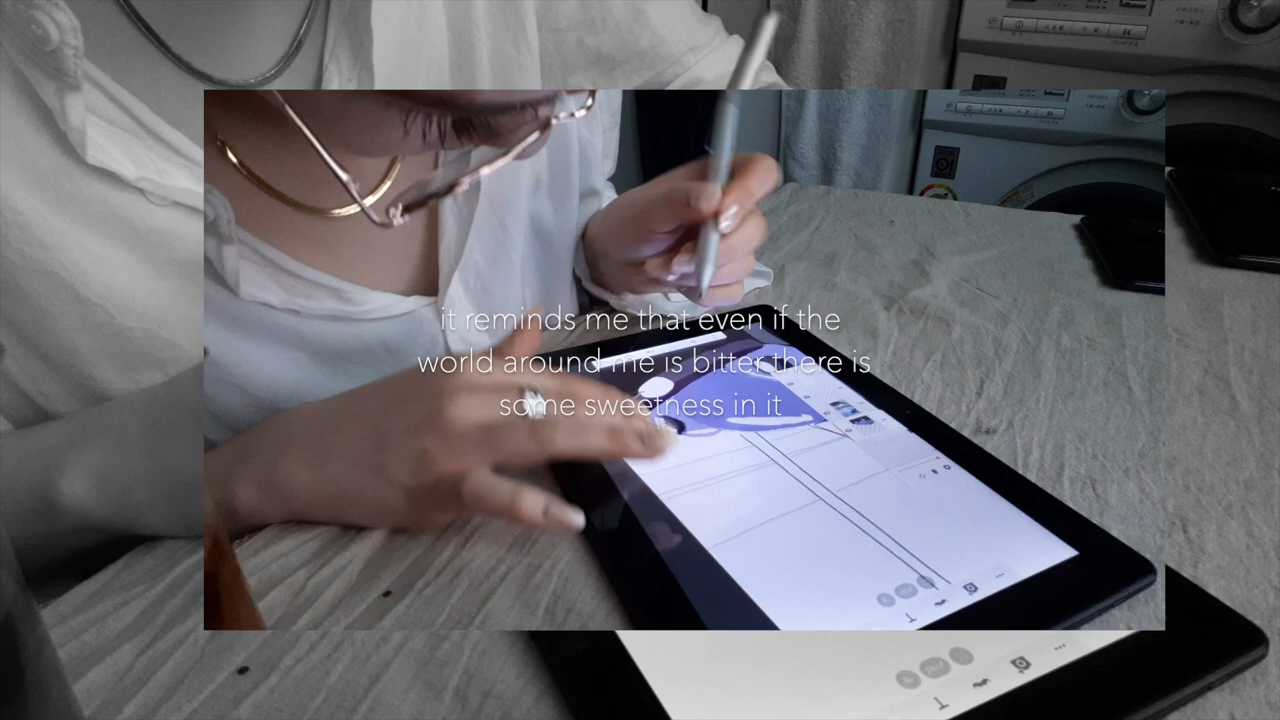 it reminds me that even if the
world around me is bitter there is
some sweetness in it